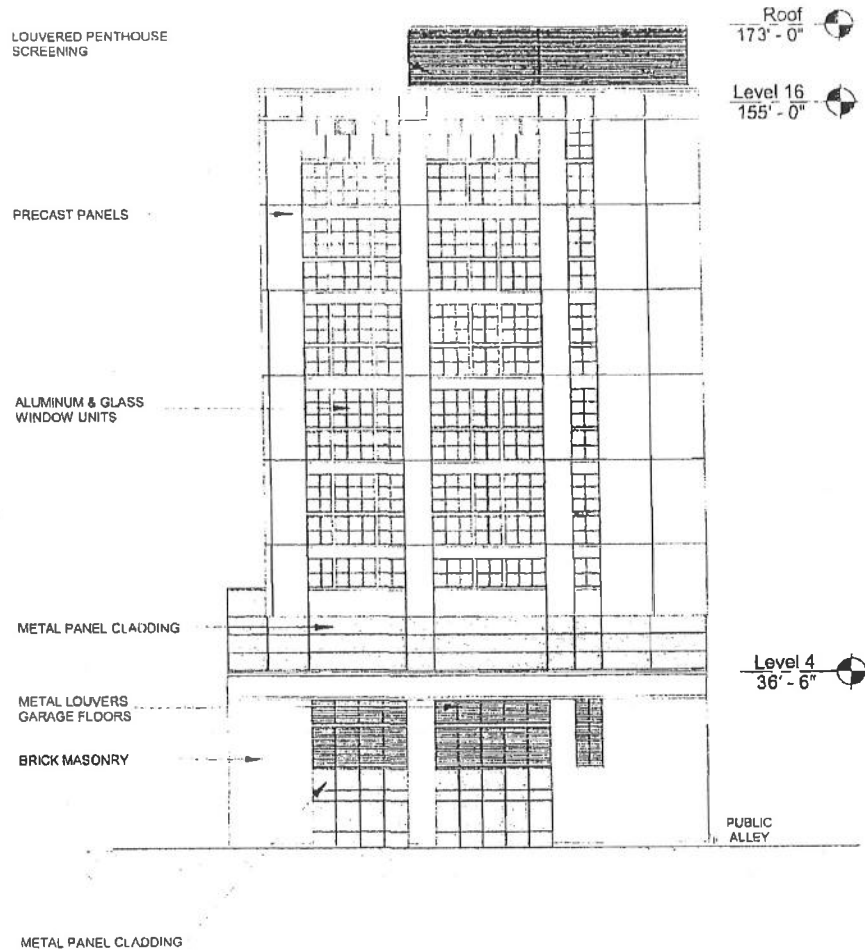 LOUVERED PENTHOUSE
SCREENING
Roof
173' - 0"
Level 16
155' - 0"
PRECAST PANELS
ALUMINUM & GLASS
WINDOW UNITS
METAL PANEL CLADDING
Level 4
36' - 6"
METAL LOUVERS
GARAGE FLOORS
BRICK MASONRY
PUBLIC
ALLEY
METAL PANEL CLADDING